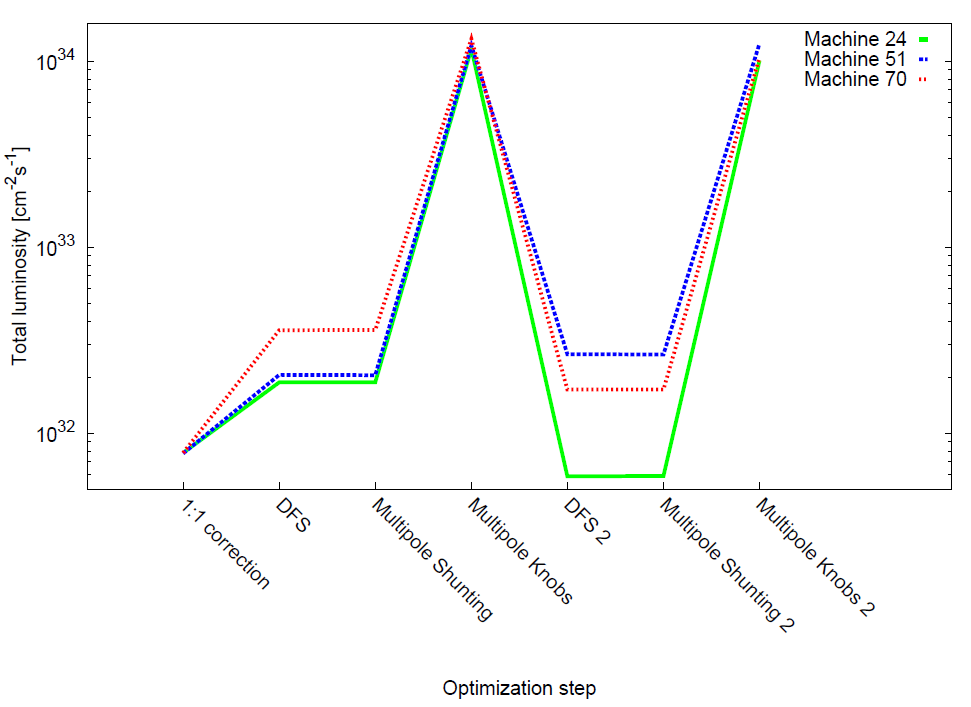 Machine 24
Machine 51
Machine 70
10^34
10^33
10^32
Total luminosity [cm^-2 s^-1]
1:1 correction
DFS
Multipole Shunting
Multipole Knobs
DFS 2
Multipole Shunting 2
Multipole Knobs 2
Optimization step